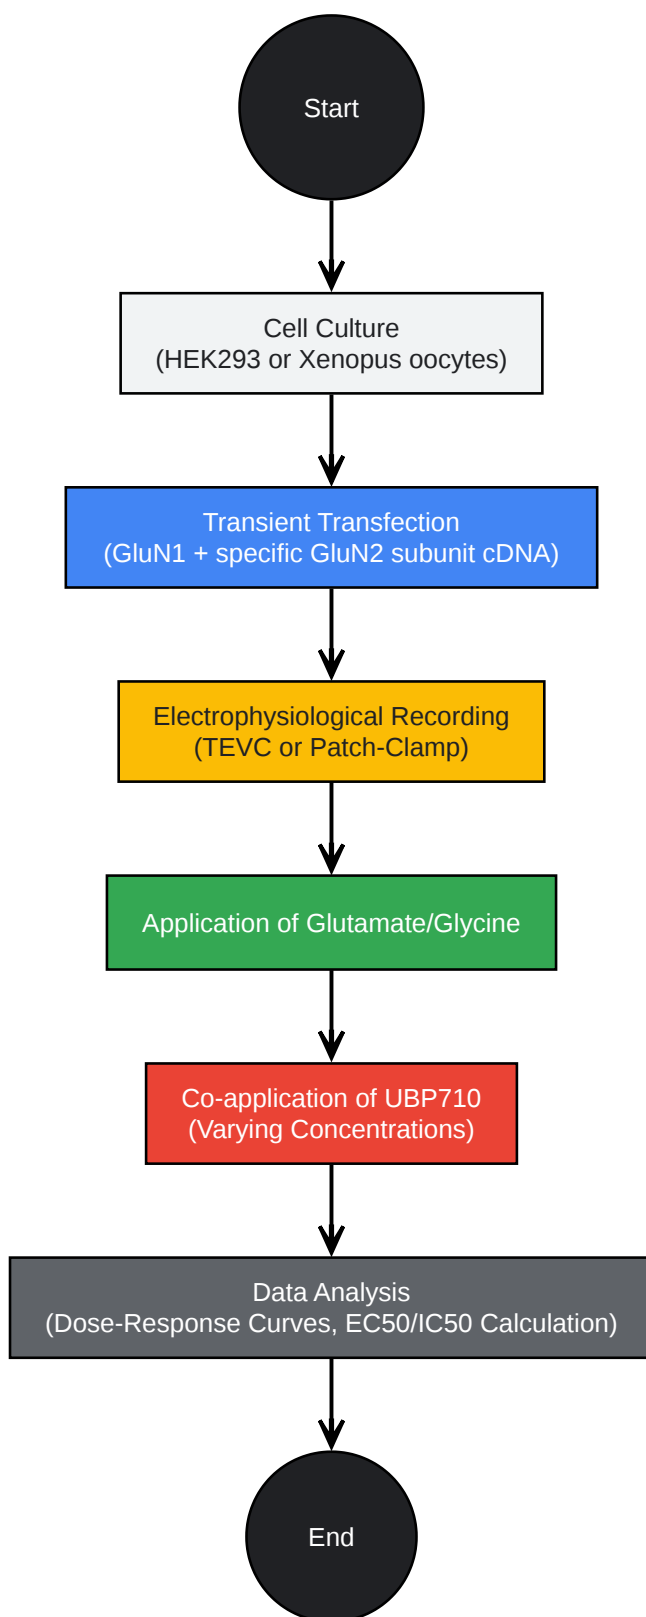 Start
Cell Culture
(HEK293 or Xenopus oocytes)
Transient Transfection
(GluN1 + specific GluN2 subunit cDNA)
Electrophysiological Recording
(TEVC or Patch-Clamp)
Application of Glutamate/Glycine
Co-application of UBP710
(Varying Concentrations)
Data Analysis
(Dose-Response Curves, EC50/IC50 Calculation)
End